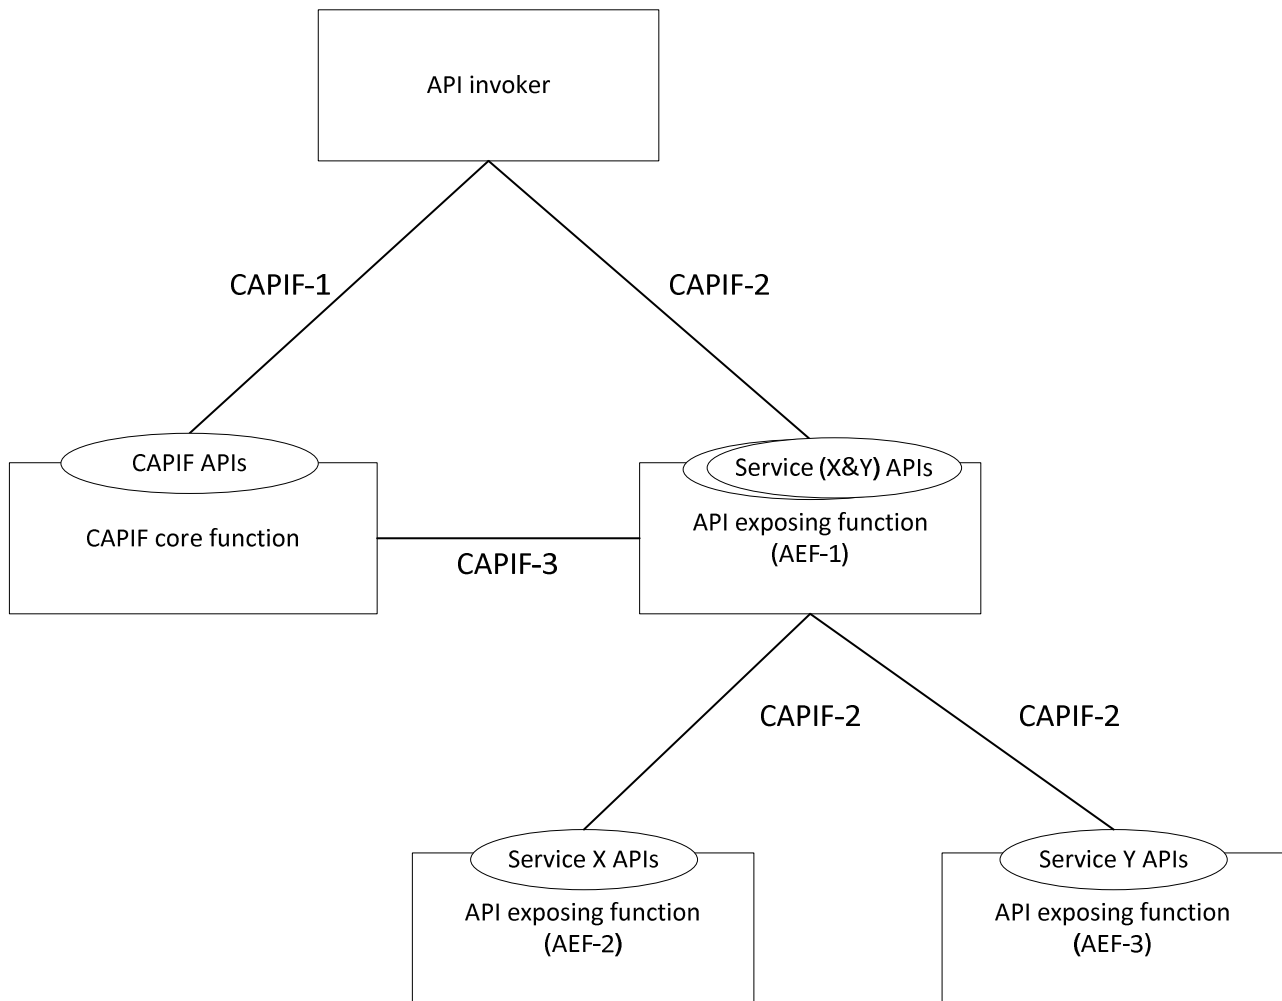 API invoker
CAPIF-1
CAPIF-2
CAPIF APIs
Service (X&Y) APIs
CAPIF core function
API exposing function
(AEF-1)
CAPIF-3
CAPIF-2
CAPIF-2
Service X APIs
Service Y APIs
API exposing function
(AEF-2)
API exposing function
(AEF-3)